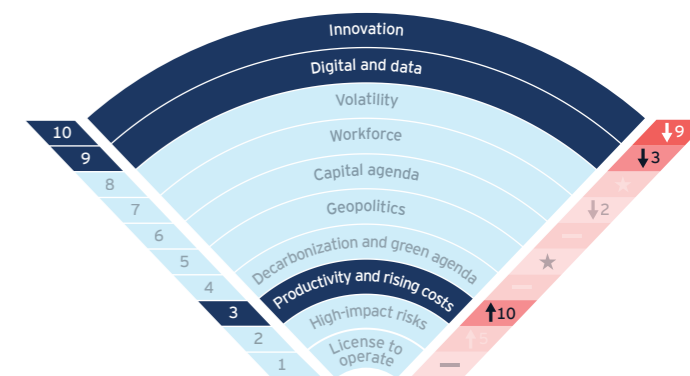 Innovation
Digital and data
Volatility
Workforce
Capital agenda
Geopolitics
Decarbonization and green agenda
Productivity and rising costs
High-impact risks
License to
operate
10
9
8
7
6
5
4
3
2
1
↓9
↓3
★
↓2
—
★
—
↑10
↑5
—